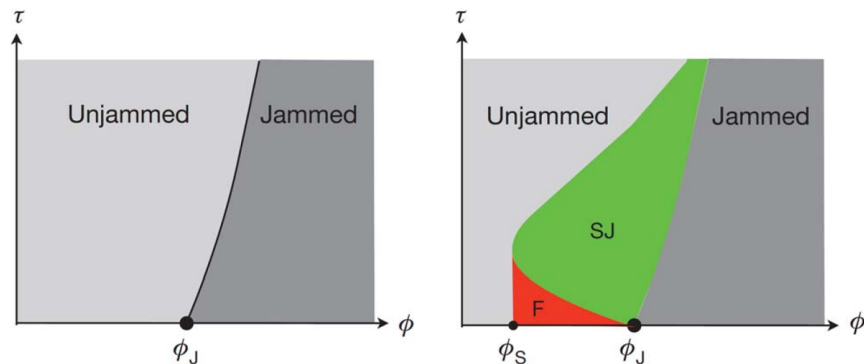 τ
Unjammed Jammed
ϕ
ϕJ
τ
Unjammed Jammed
SJ
F
ϕ
ϕS ϕJ